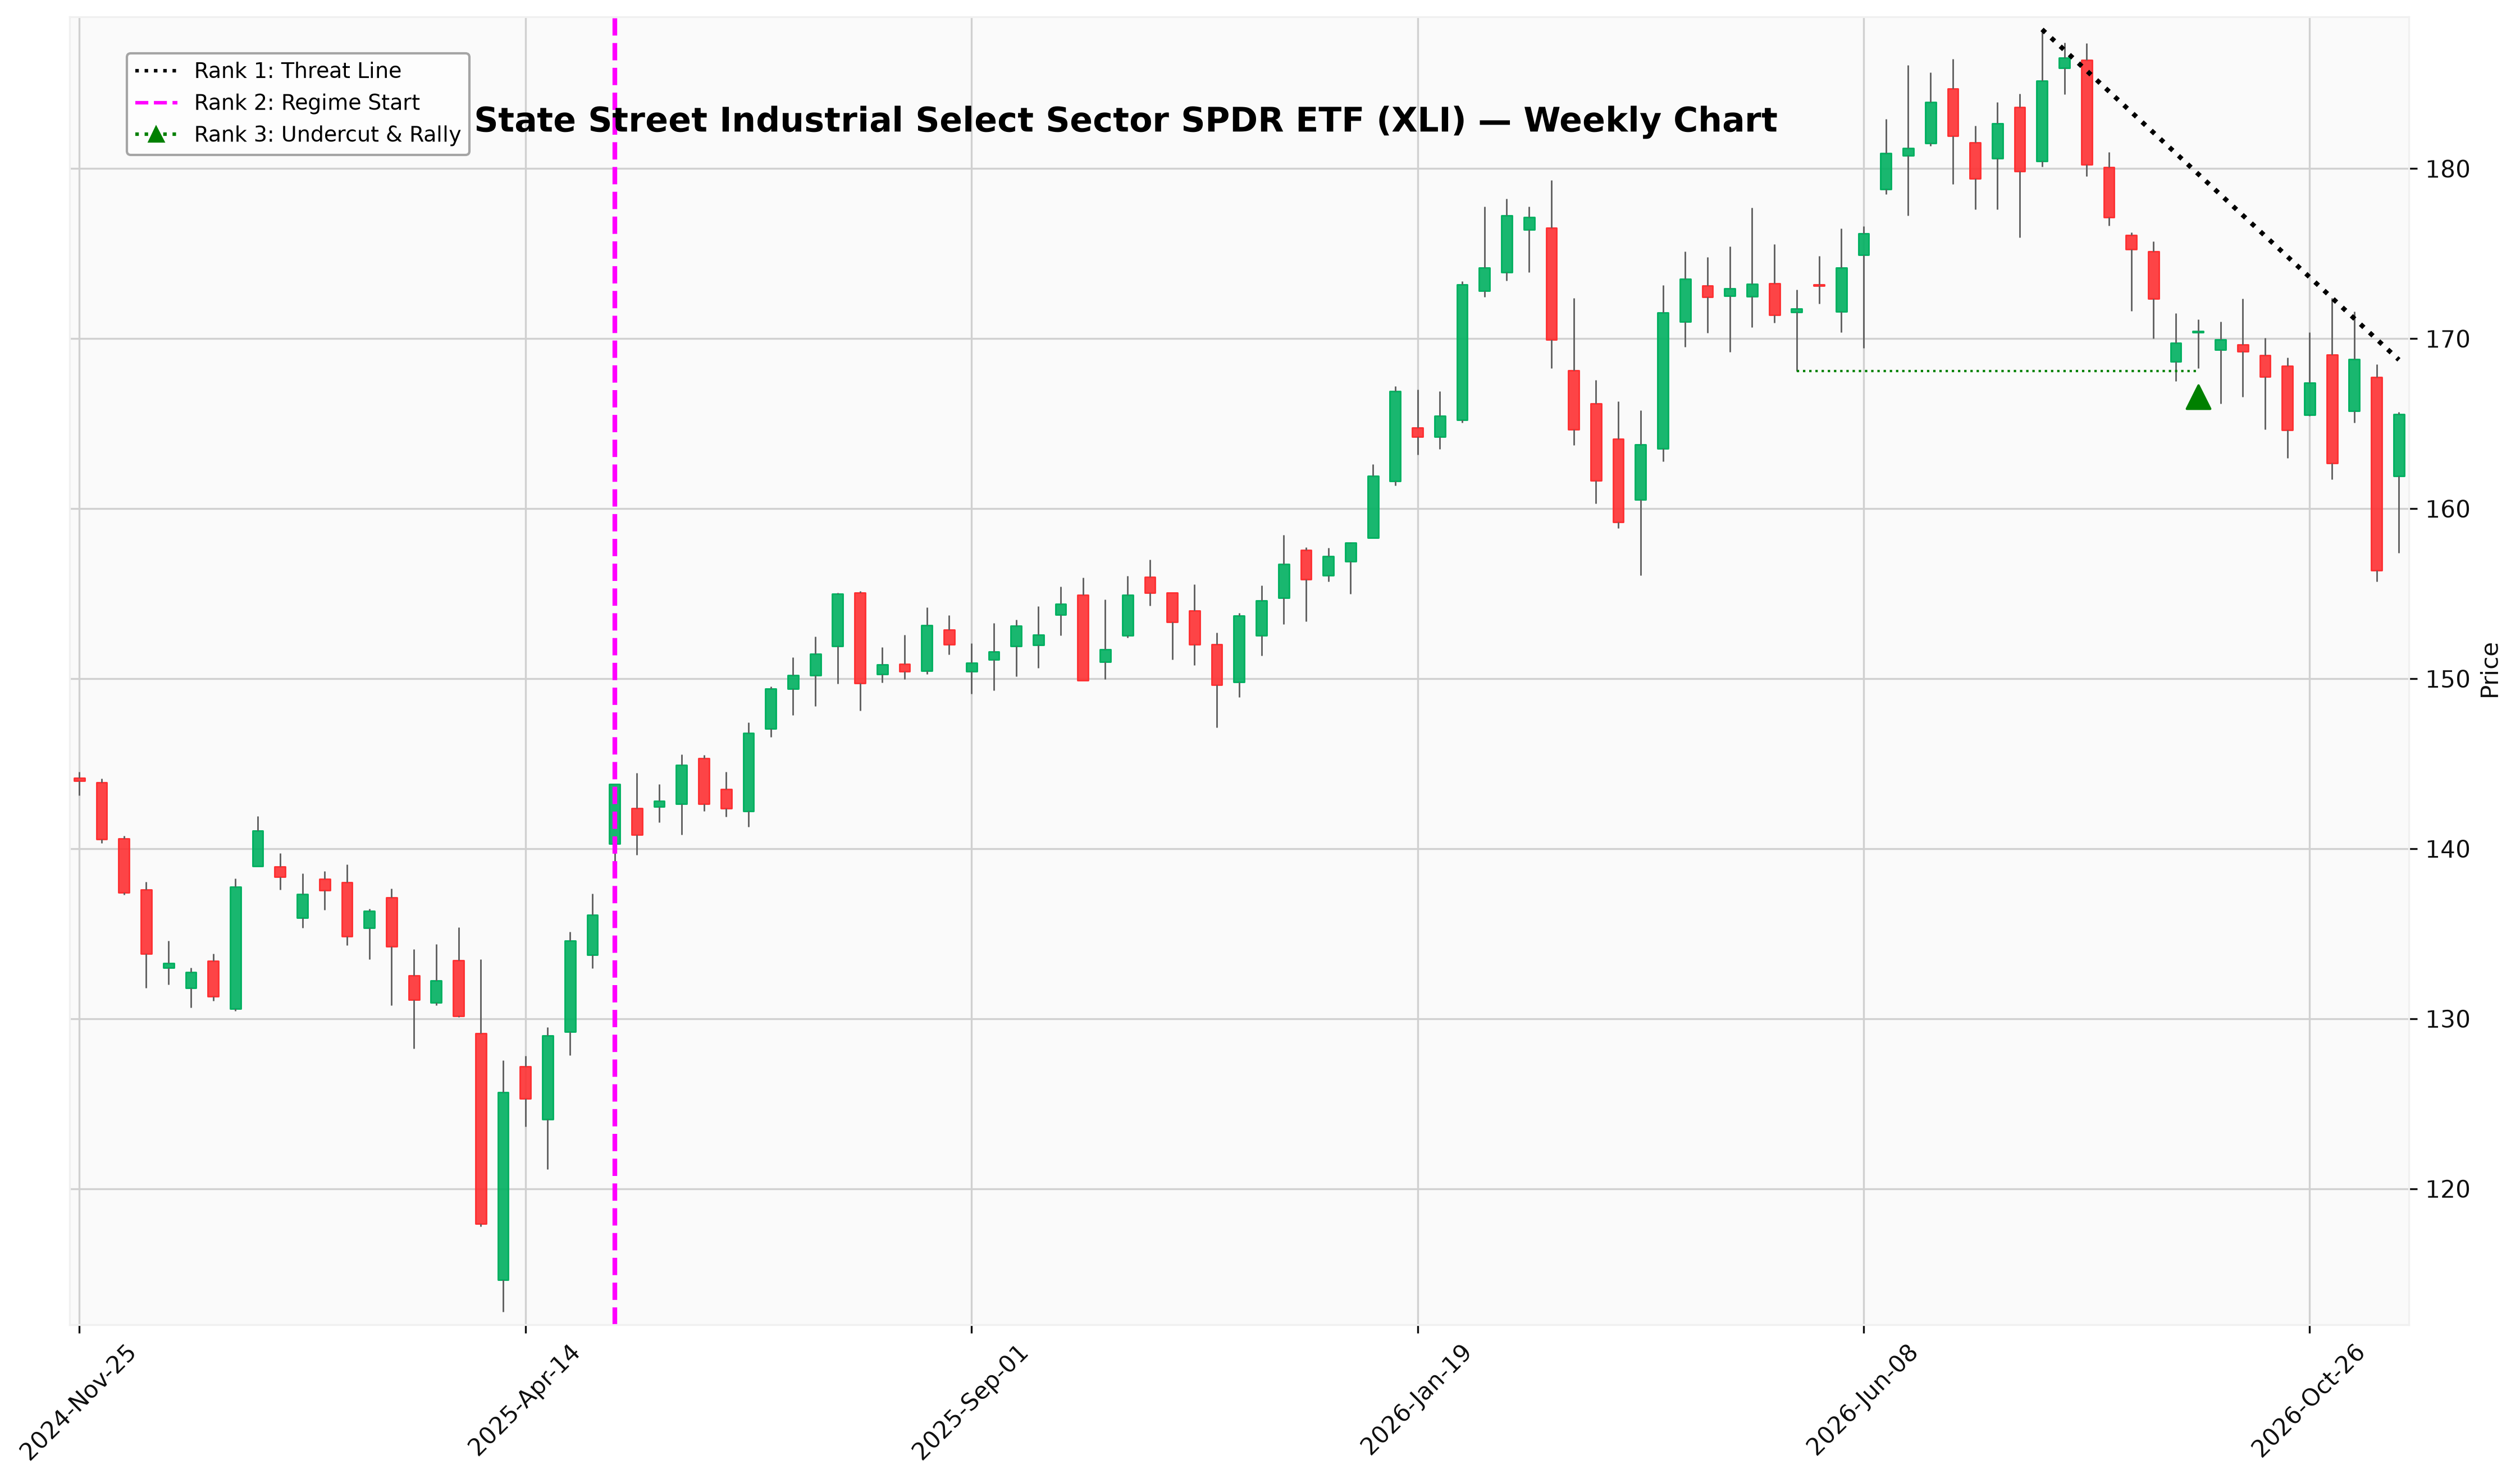 Rank 1: Threat Line
Rank 2: Regime Start
Rank 3: Undercut & Rally
State Street Industrial Select Sector SPDR ETF (XLI) — Weekly Chart
180
170
160
150
140
130
120
Price
2024-Nov-25
2025-Apr-14
2025-Sep-01
2026-Jan-19
2026-Jun-08
2026-Oct-26